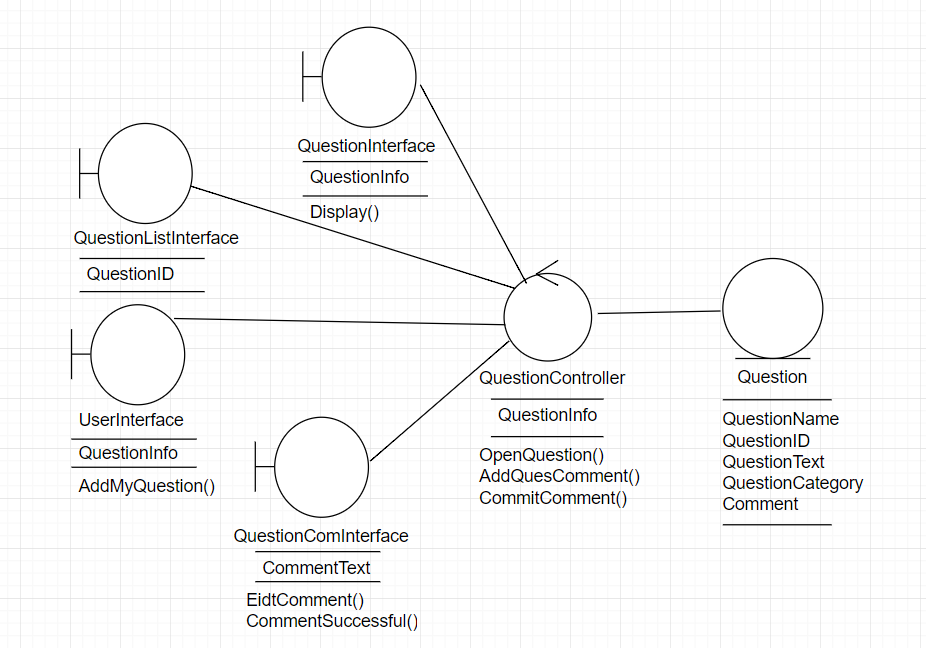 QuestionInterface
QuestionInfo
Display()
QuestionListInterface
QuestionID
UserInterface
QuestionInfo
AddMyQuestion()
QuestionComInterface
CommentText
EidtComment()
CommentSuccessful()
QuestionController
QuestionInfo
OpenQuestion()
AddQuesComment()
CommitComment()
Question
QuestionName
QuestionID
QuestionText
QuestionCategory
Comment